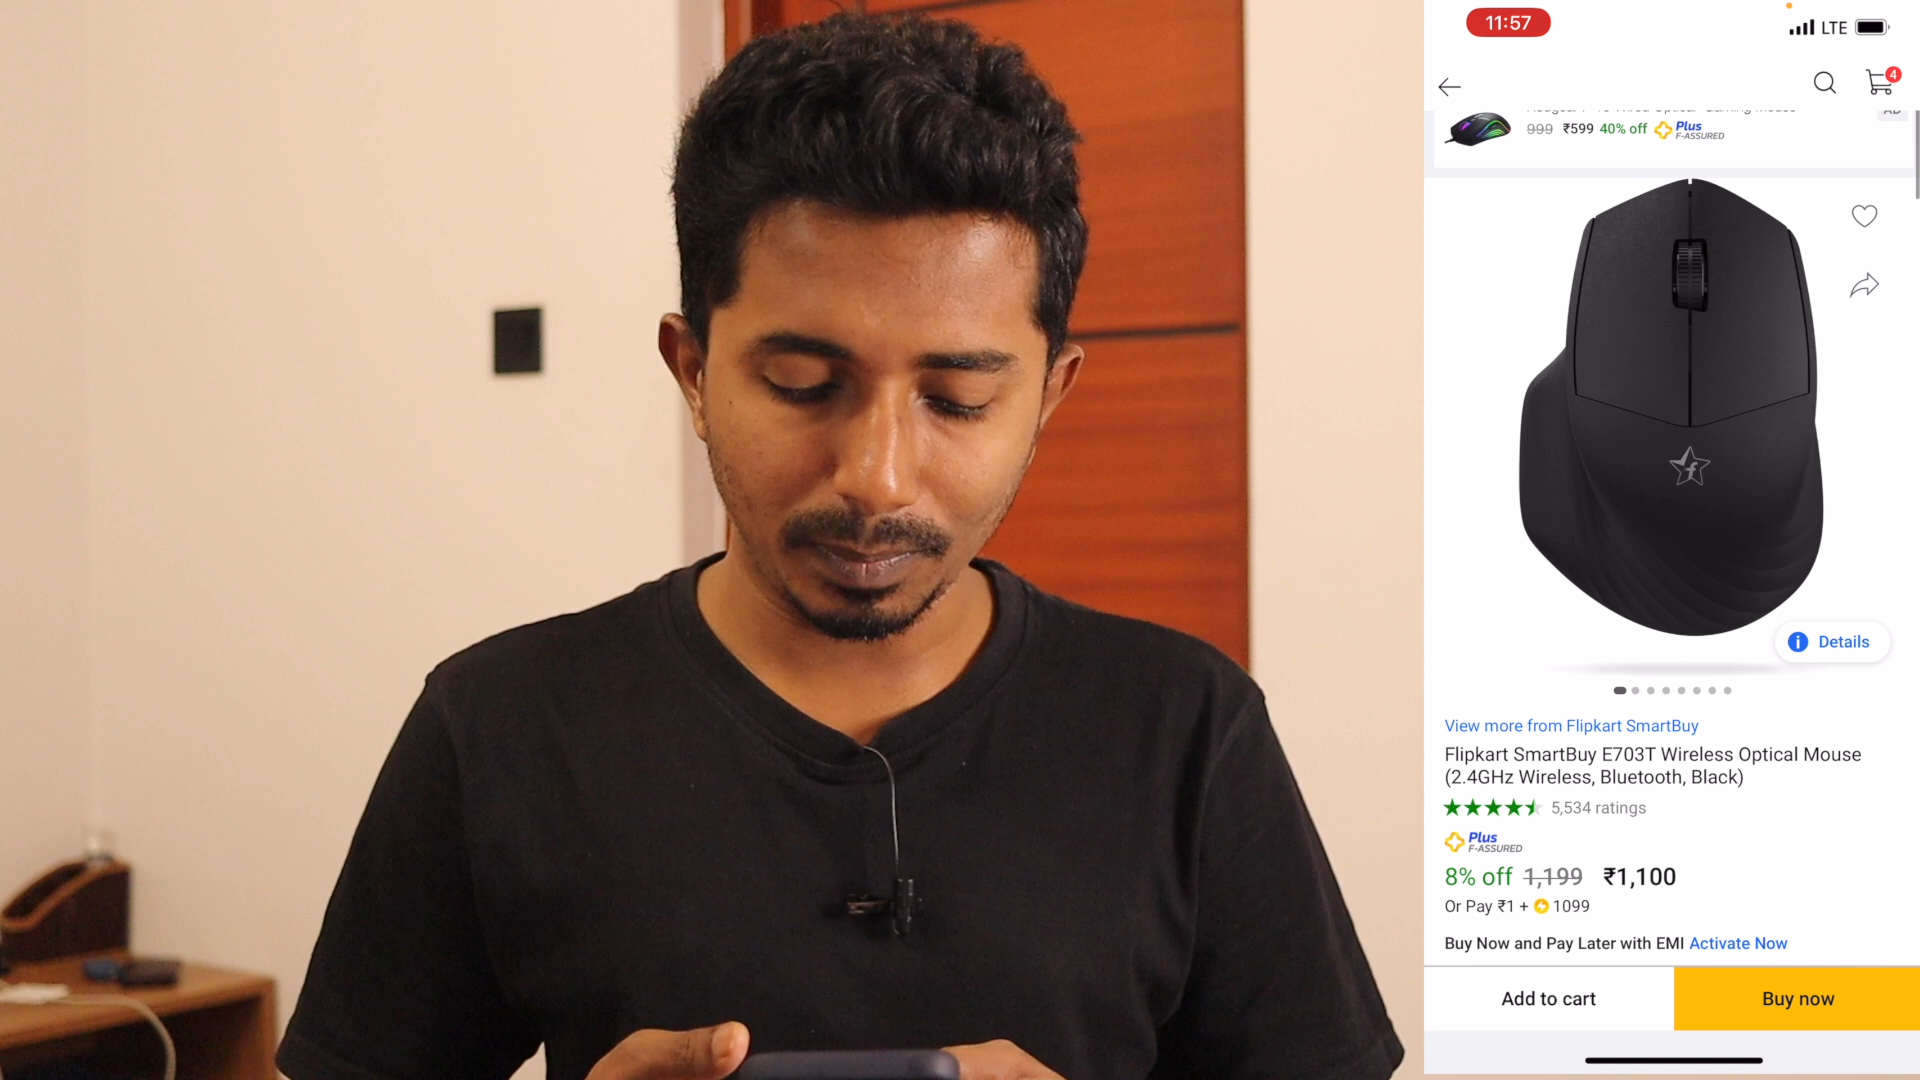 11:57
LTE
4
AD
999 ₹599 40% off Plus
F-ASSURED
Details
View more from Flipkart SmartBuy
Flipkart SmartBuy E703T Wireless Optical Mouse
(2.4GHz Wireless, Bluetooth, Black)
5,534 ratings
Plus
F-ASSURED
8% off 1,199 ₹1,100
Or Pay ₹1 + 1099
Buy Now and Pay Later with EMI Activate Now
Add to cart
Buy now